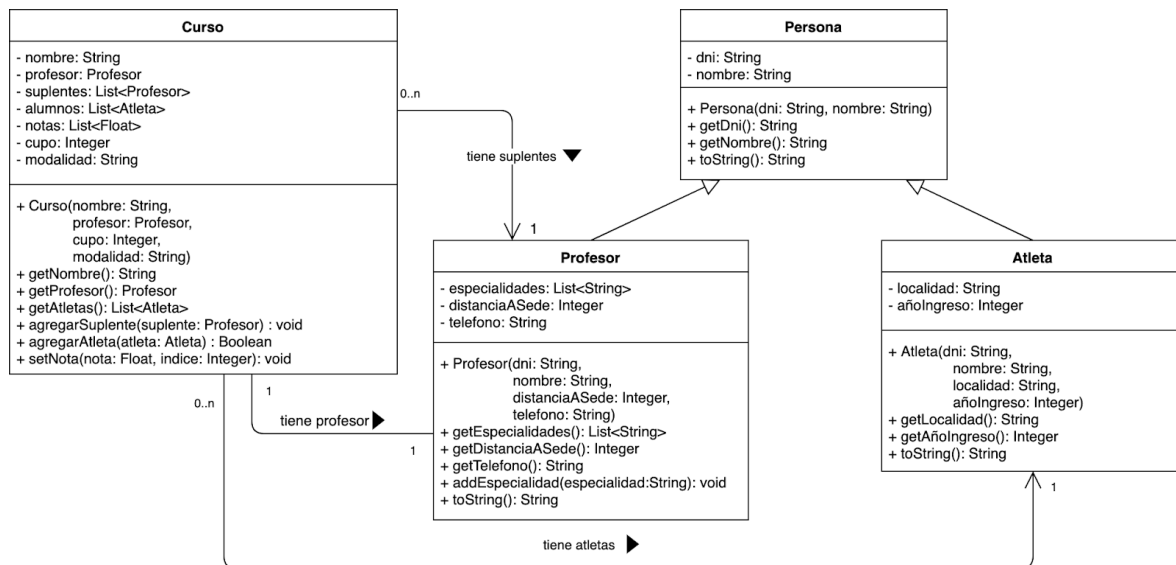 Curso
- nombre: String
- profesor: Profesor
- suplentes: List<Profesor>
- alumnos: List<Atleta>
- notas: List<Float>
- cupo: Integer
- modalidad: String
+ Curso(nombre: String,
profesor: Profesor,
cupo: Integer,
modalidad: String)
+ getNombre(): String
+ getProfesor(): Profesor
+ getAtletas(): List<Atleta>
+ agregarSuplente(suplente: Profesor) : void
+ agregarAtleta(atleta: Atleta) : Boolean
+ setNota(nota: Float, indice: Integer): void
0..n
tiene suplentes
1
Persona
- dni: String
- nombre: String
+ Persona(dni: String, nombre: String)
+ getDni(): String
+ getNombre(): String
+ toString(): String
Profesor
- especialidades: List<String>
- distanciaASede: Integer
- telefono: String
+ Profesor(dni: String,
nombre: String,
distanciaASede: Integer,
telefono: String)
+ getEspecialidades(): List<String>
+ getDistanciaASede(): Integer
+ getTelefono(): String
+ addEspecialidad(especialidad:String): void
+ toString(): String
Atleta
- localidad: String
- añoIngreso: Integer
+ Atleta(dni: String,
nombre: String,
localidad: String,
añoIngreso: Integer)
+ getLocalidad(): String
+ getAñoIngreso(): Integer
+ toString(): String
1
0..n
tiene profesor
1
1
tiene atletas